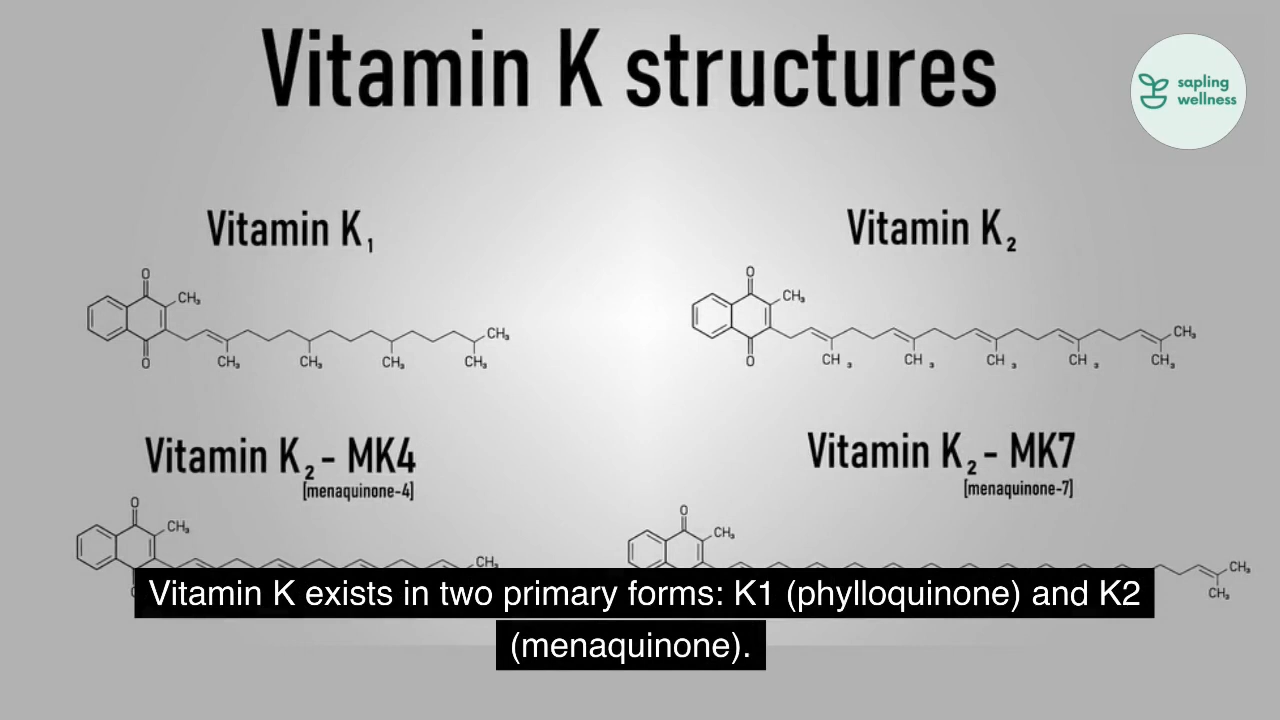 Vitamin K structures
sapling
wellness
Vitamin K₁
Vitamin K₂
O
CH₃
O
CH₃
CH₃
CH₃
CH₃
CH₃
O
CH₃
O
CH₃
CH₃
CH₃
CH₃
CH₃
CH₃
Vitamin K₂ - MK4
[menaquinone-4]
Vitamin K₂ - MK7
[menaquinone-7]
O
CH₃
CH₃
O
CH₃
CH₃
CH₃
Vitamin K exists in two primary forms: K1 (phylloquinone) and K2
(menaquinone).